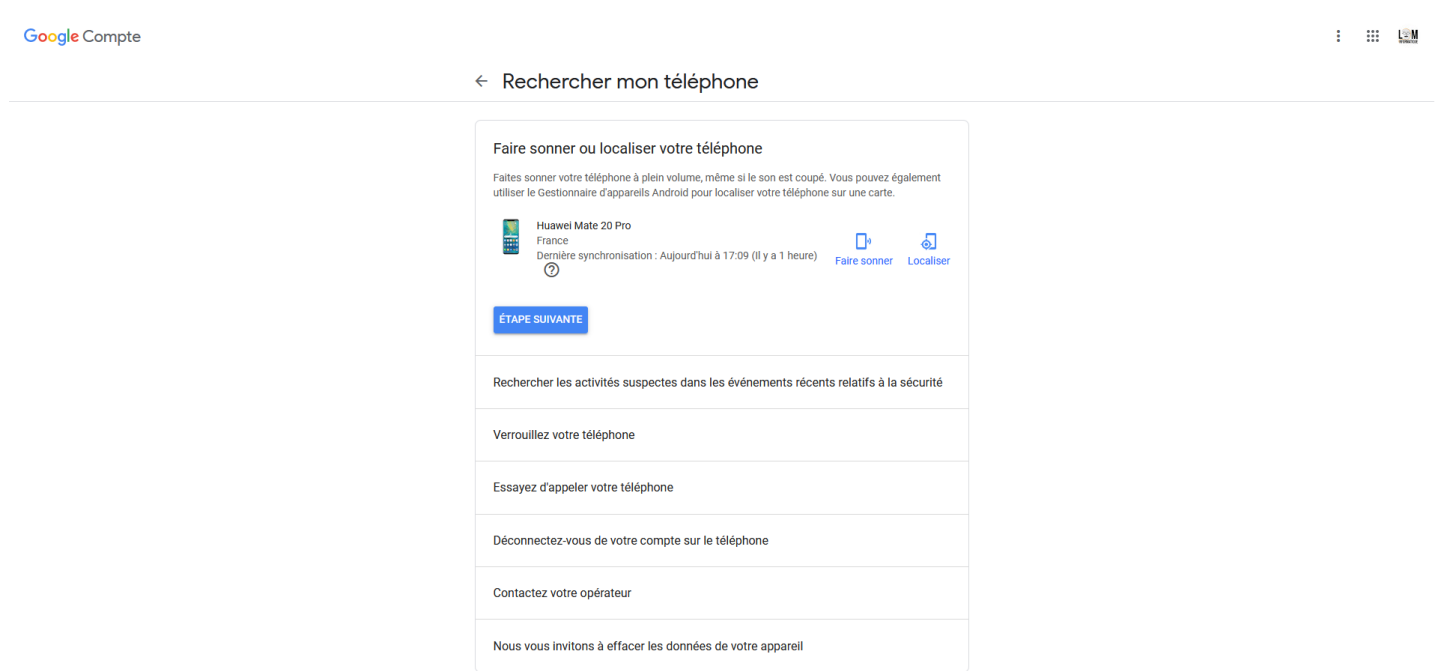 Google Compte
Rechercher mon téléphone
Faire sonner ou localiser votre téléphone
Faites sonner votre téléphone à plein volume, même si le son est coupé. Vous pouvez également
utiliser le Gestionnaire d'appareils Android pour localiser votre téléphone sur une carte.
Huawei Mate 20 Pro
France
Dernière synchronisation : Aujourd'hui à 17:09 (Il y a 1 heure)
Faire sonner
Localiser
ÉTAPE SUIVANTE
Rechercher les activités suspectes dans les événements récents relatifs à la sécurité
Verrouillez votre téléphone
Essayez d'appeler votre téléphone
Déconnectez-vous de votre compte sur le téléphone
Contactez votre opérateur
Nous vous invitons à effacer les données de votre appareil